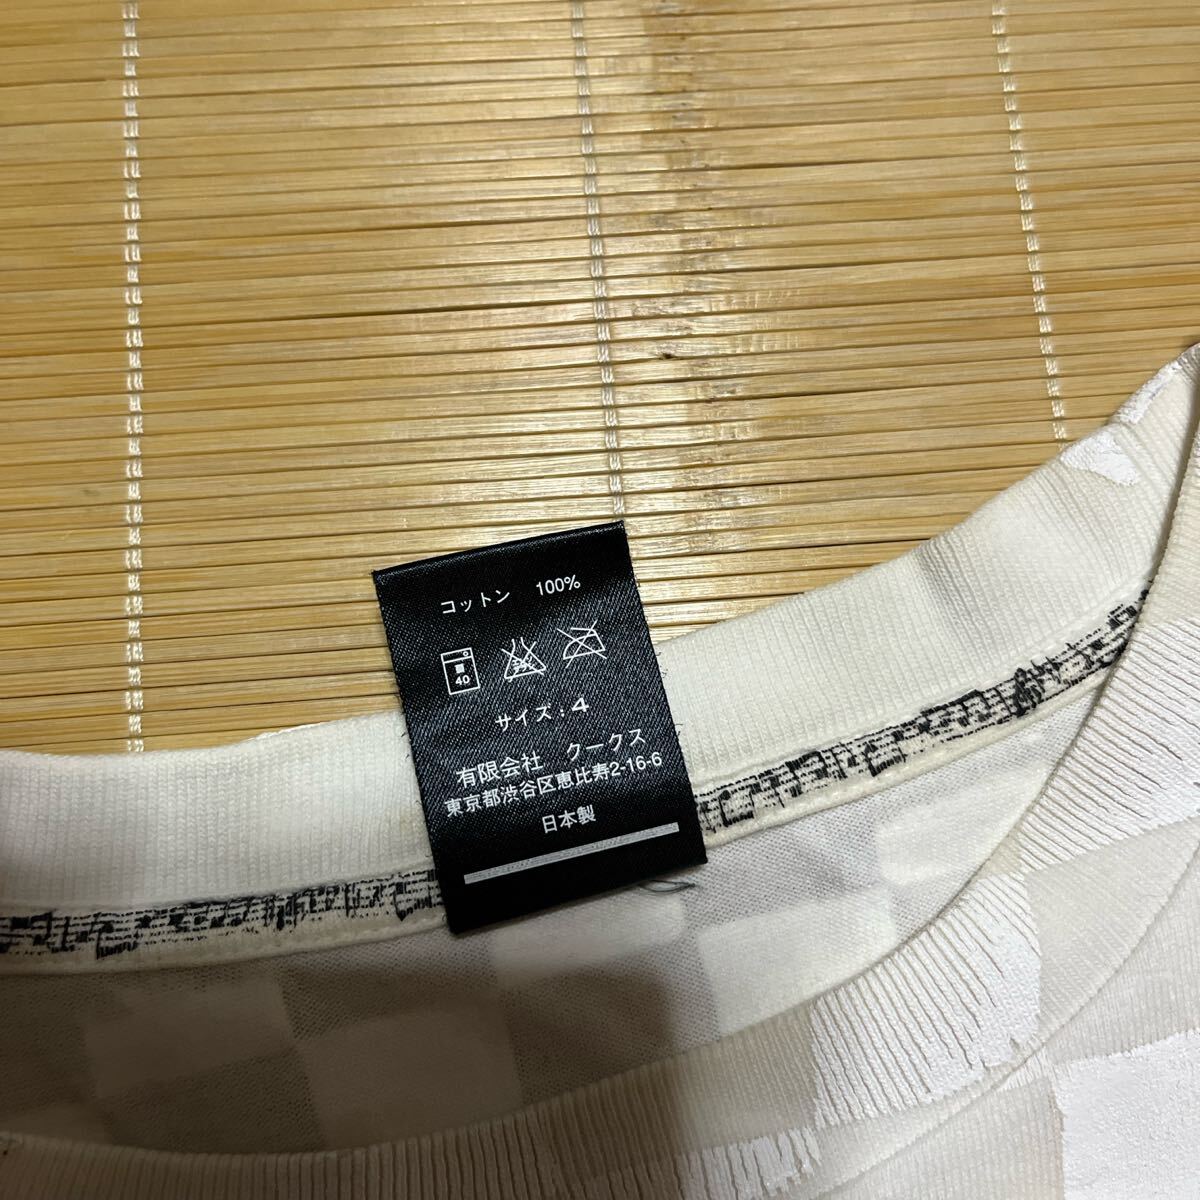 コットン 100%
40
サイズ：4
有限会社 クークス
東京都渋谷区恵比寿2-16-6
日本製